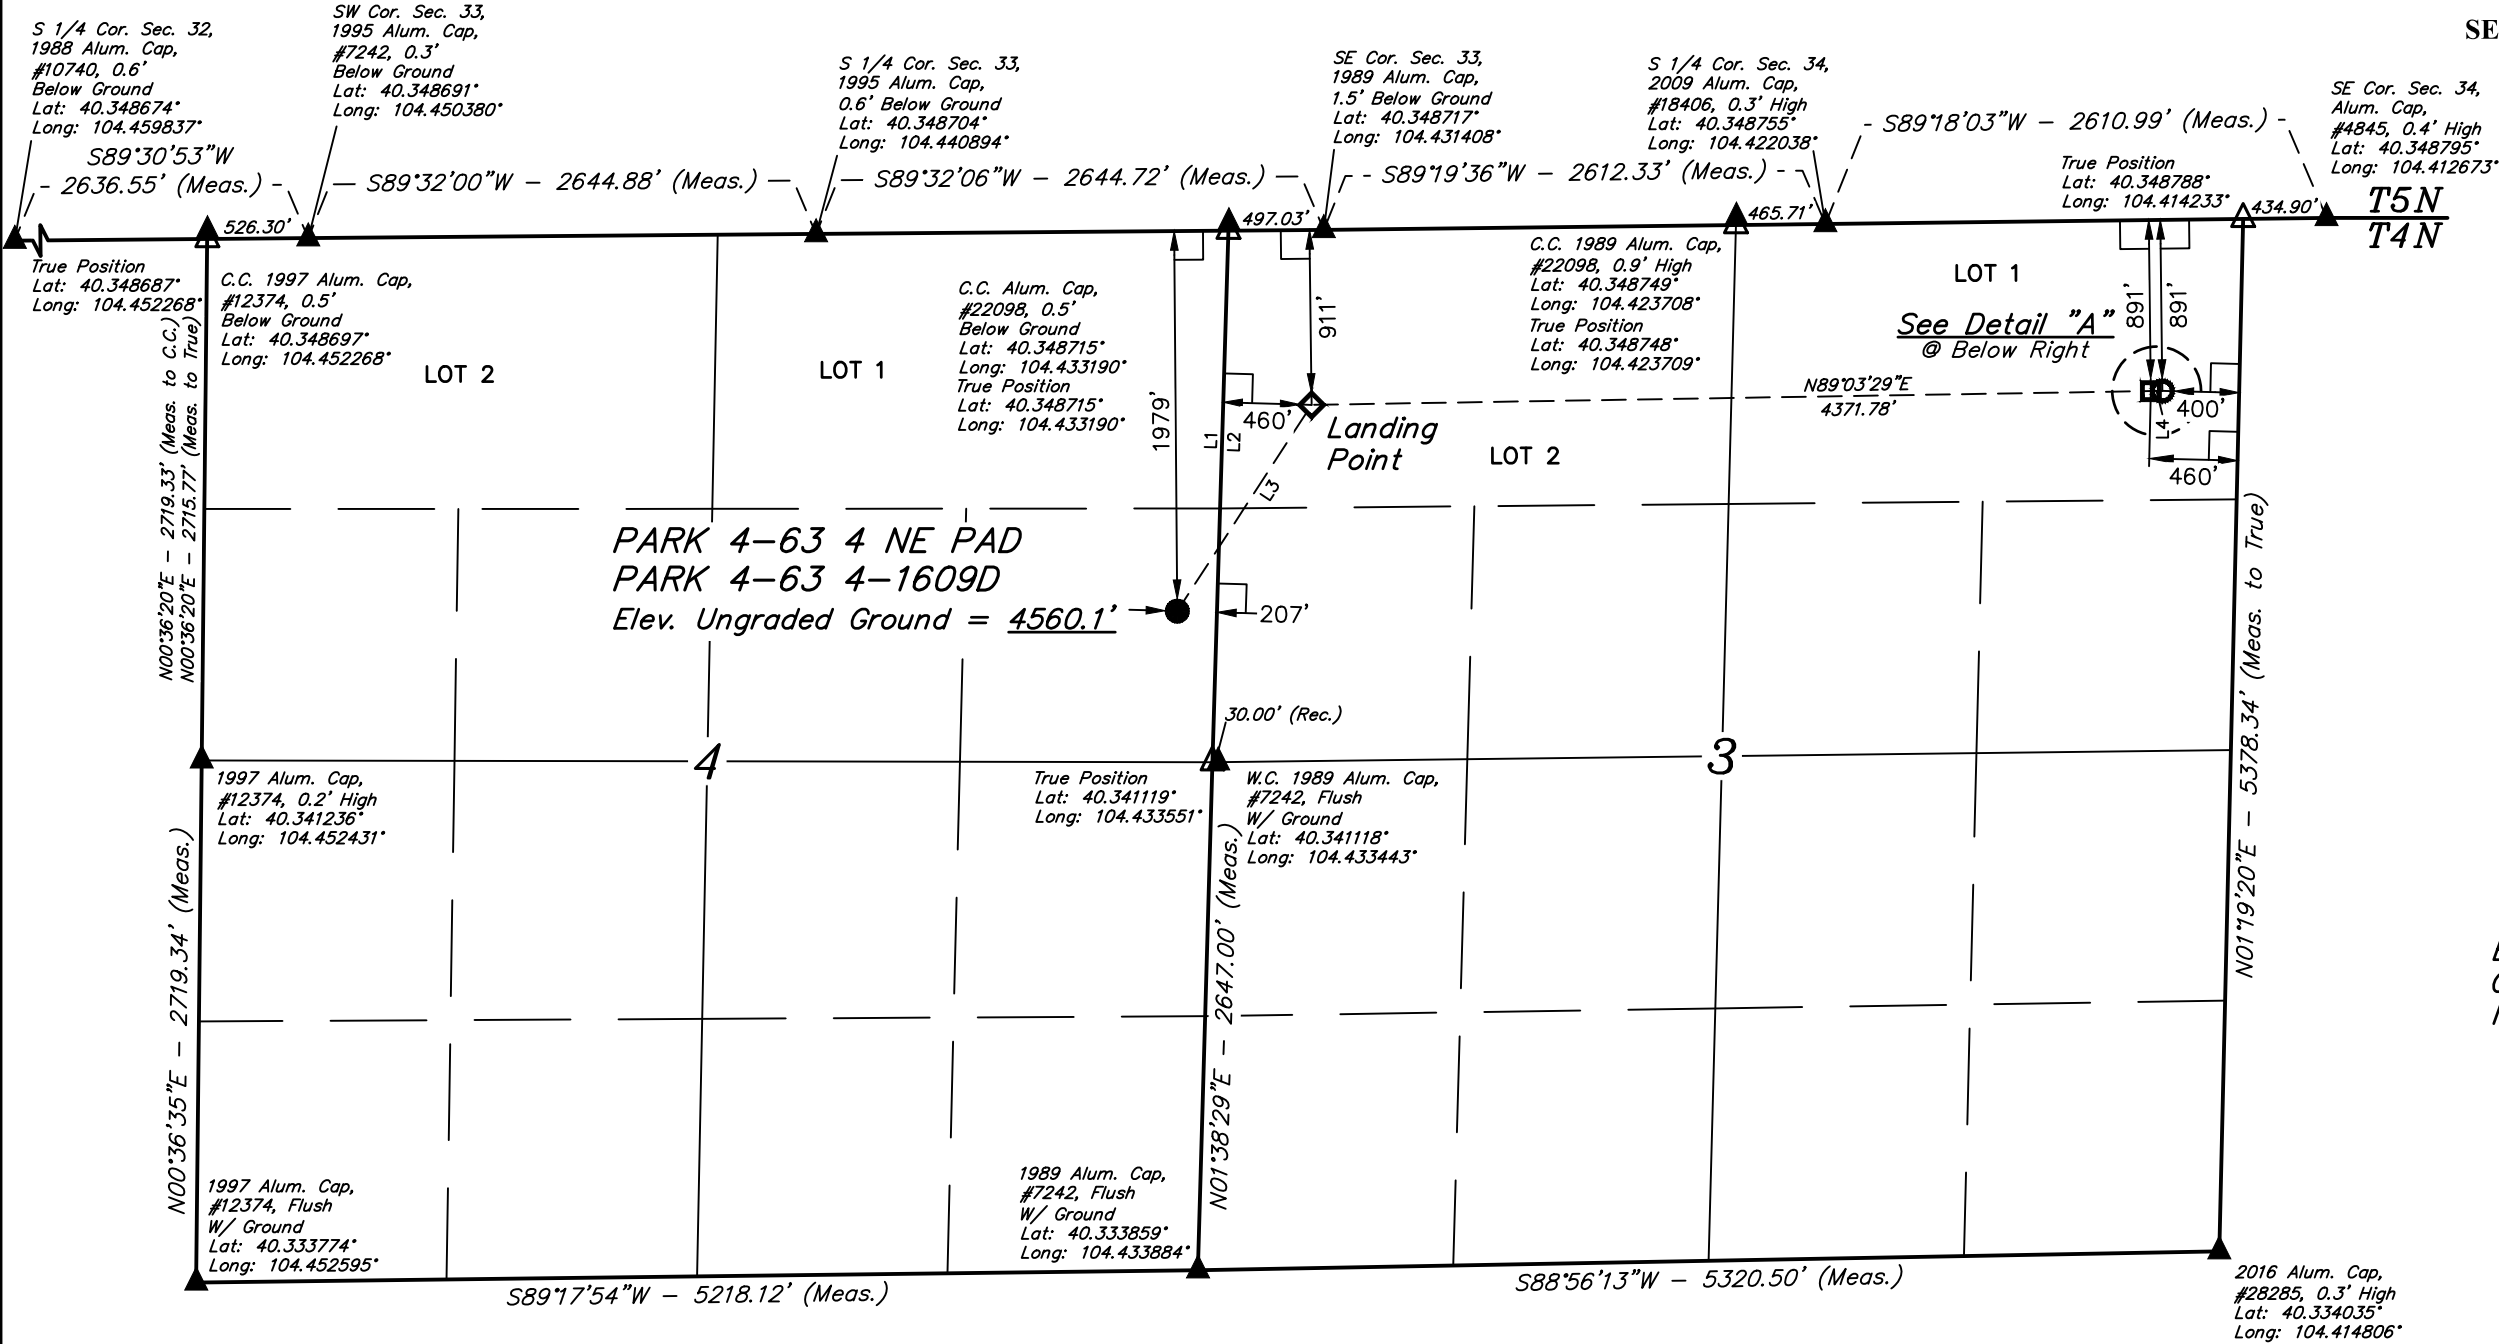 SE
S 1/4 Cor. Sec. 32,
1988 Alum. Cap,
#10740, 0.6'
Below Ground
Lat: 40.348674°
Long: 104.459837°
SW Cor. Sec. 33,
1995 Alum. Cap,
#7242, 0.3'
Below Ground
Lat: 40.348691°
Long: 104.450380°
S 1/4 Cor. Sec. 33,
1995 Alum. Cap,
0.6' Below Ground
Lat: 40.348704°
Long: 104.440894°
SE Cor. Sec. 33,
1989 Alum. Cap,
1.5' Below Ground
Lat: 40.348717°
Long: 104.431408°
S 1/4 Cor. Sec. 34,
2009 Alum. Cap,
#18406, 0.3' High
Lat: 40.348755°
Long: 104.422038°
SE Cor. Sec. 34,
Alum. Cap,
#4845, 0.4' High
Lat: 40.348795°
Long: 104.412673°
S89°30'53"W
2636.55' (Meas.)
S89°32'00"W – 2644.88' (Meas.)
S89°32'06"W – 2644.72' (Meas.)
S89°19'36"W – 2612.33' (Meas.)
S89°18'03"W – 2610.99' (Meas.)
True Position
Lat: 40.348788°
Long: 104.414233°
T5N
T4N
526.30'
497.03'
465.71'
434.90'
True Position
Lat: 40.348687°
Long: 104.452268°
C.C. 1997 Alum. Cap,
#12374, 0.5'
Below Ground
Lat: 40.348697°
Long: 104.452268°
C.C. Alum. Cap,
#22098, 0.5'
Below Ground
Lat: 40.348715°
Long: 104.433190°
True Position
Lat: 40.348715°
Long: 104.433190°
C.C. 1989 Alum. Cap,
#22098, 0.9' High
Lat: 40.348749°
Long: 104.423708°
True Position
Lat: 40.348748°
Long: 104.423709°
LOT 2
LOT 1
LOT 1
LOT 2
See Detail "A"
@ Below Right
891'
891'
911'
1979'
460'
L1
L2
L3
L4
Landing
Point
N89°03'29"E
4371.78'
400'
460'
N00°36'20"E – 2719.33' (Meas. to C.C.)
N00°36'20"E – 2715.77' (Meas. to True)
PARK 4-63 4 NE PAD
PARK 4-63 4-1609D
Elev. Ungraded Ground = 4560.1'
207'
30.00' (Rec.)
4
3
1997 Alum. Cap,
#12374, 0.2' High
Lat: 40.341236°
Long: 104.452431°
True Position
Lat: 40.341119°
Long: 104.433551°
W.C. 1989 Alum. Cap,
#7242, Flush
W/ Ground
Lat: 40.341118°
Long: 104.433443°
N01°19'20"E – 5378.34' (Meas. to True)
N00°36'35"E – 2719.34' (Meas.)
N01°38'29"E – 2647.00' (Meas.)
1997 Alum. Cap,
#12374, Flush
W/ Ground
Lat: 40.333774°
Long: 104.452595°
1989 Alum. Cap,
#7242, Flush
W/ Ground
Lat: 40.333859°
Long: 104.433884°
S89°17'54"W – 5218.12' (Meas.)
S88°56'13"W – 5320.50' (Meas.)
2016 Alum. Cap,
#28285, 0.3' High
Lat: 40.334035°
Long: 104.414806°